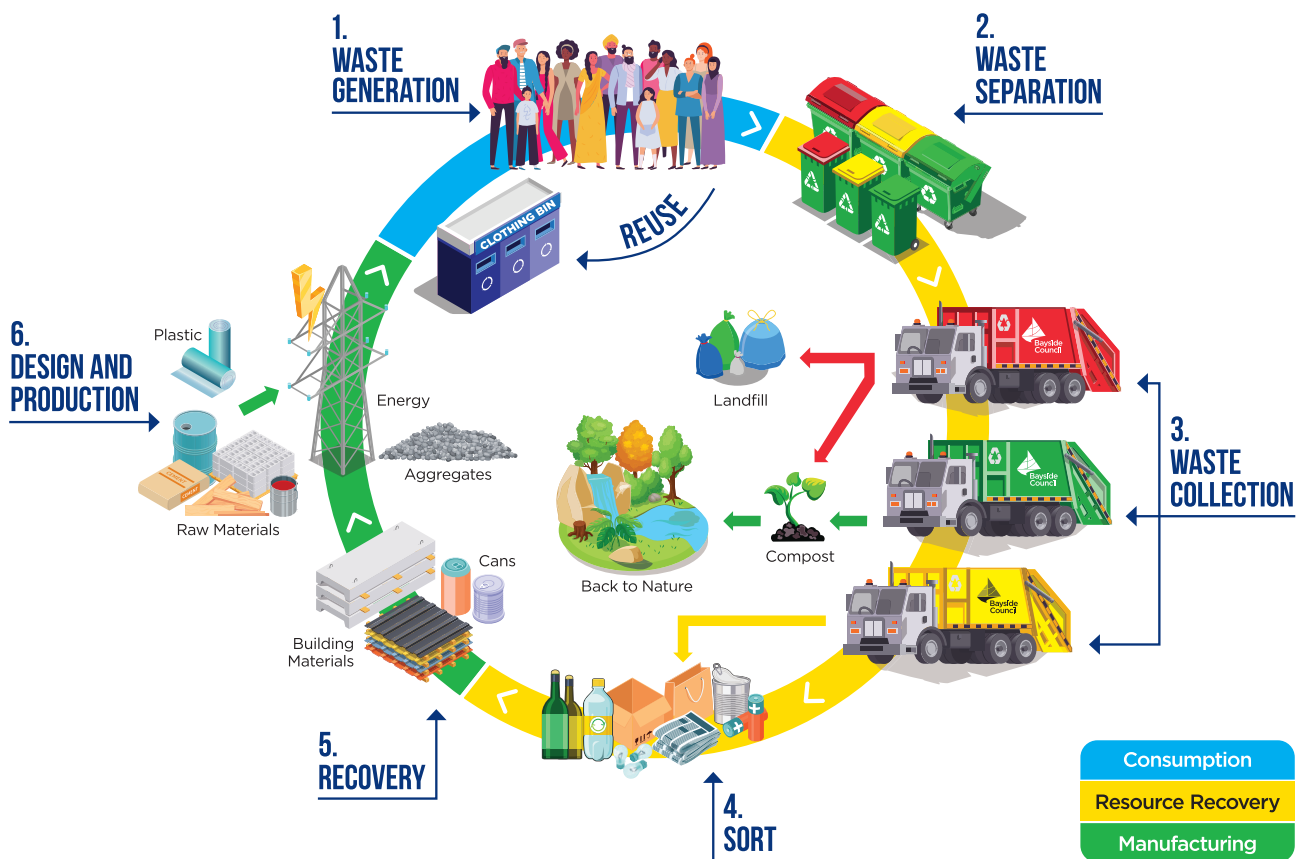 1.
WASTE
GENERATION
2.
WASTE
SEPARATION
CLOTHING BIN
REUSE
6.
DESIGN AND
PRODUCTION
Plastic
Energy
Aggregates
CEMENT
CEMENT
Raw Materials
Landfill
Bayside
Council
Bayside
Council
Bayside
Council
3.
WASTE
COLLECTION
Compost
Back to Nature
Cans
Building
Materials
5.
RECOVERY
4.
SORT
Consumption
Resource Recovery
Manufacturing